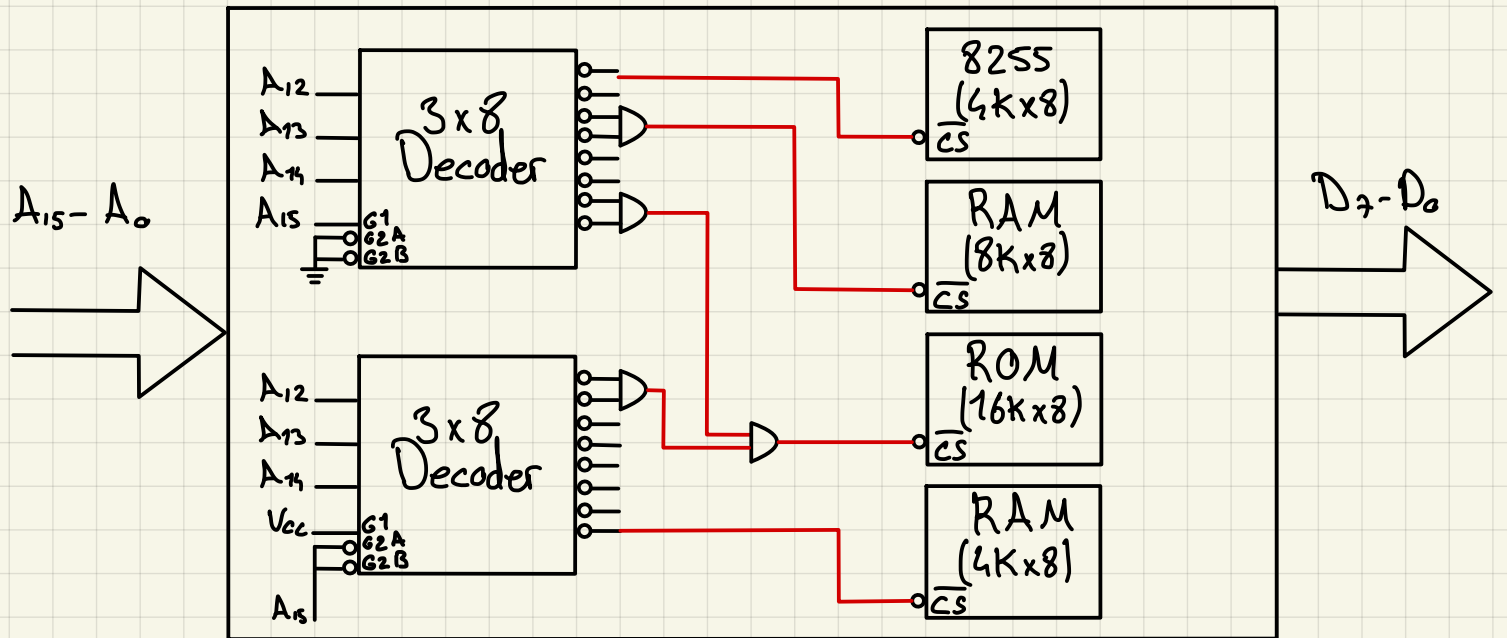 A15 - A0
A12
A13
A14
A15
G1
G2A
G2B
3x8
Decoder
A12
A13
A14
Vcc
G1
G2A
G2B
A15
3x8
Decoder
8255
(4Kx8)
CS
RAM
(8Kx8)
CS
ROM
(16Kx8)
CS
RAM
(4Kx8)
CS
D7-D0